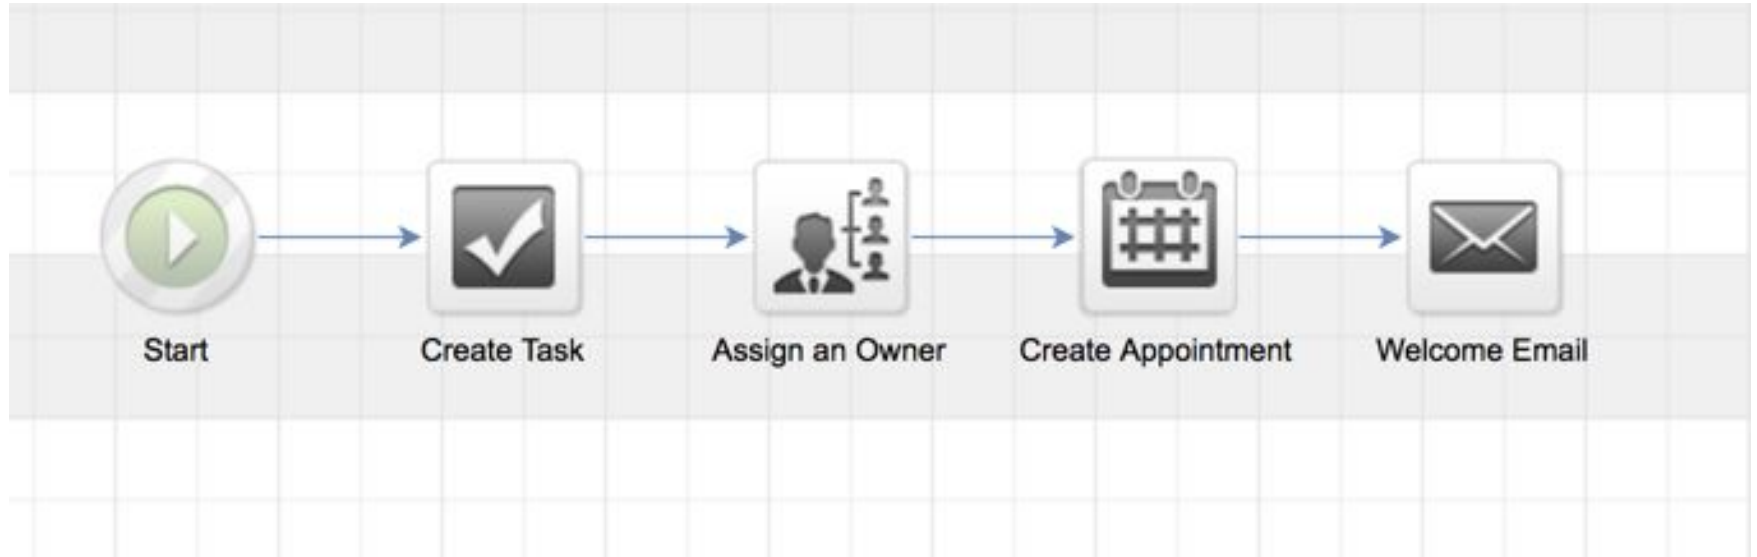 Start
Create Task
Assign an Owner
Create Appointment
Welcome Email